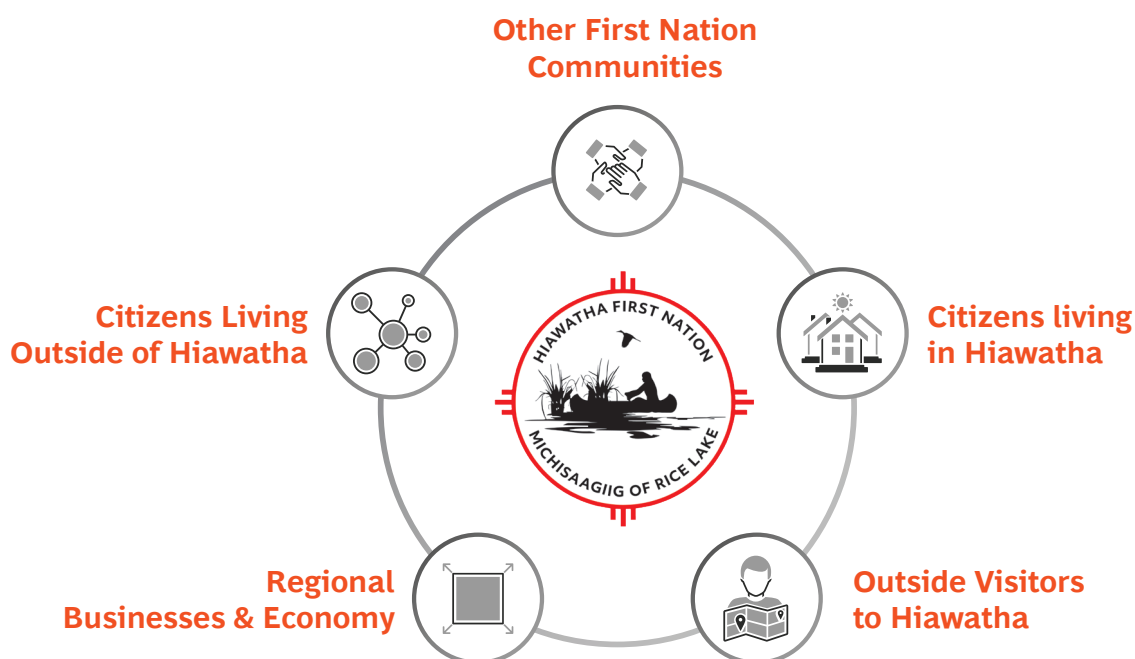 Other First Nation
Communities
Citizens Living
Outside of Hiawatha
HIAWATHA FIRST NATION
MICHISAAGIIG OF RICE LAKE
Citizens living
in Hiawatha
Regional
Businesses & Economy
Outside Visitors
to Hiawatha